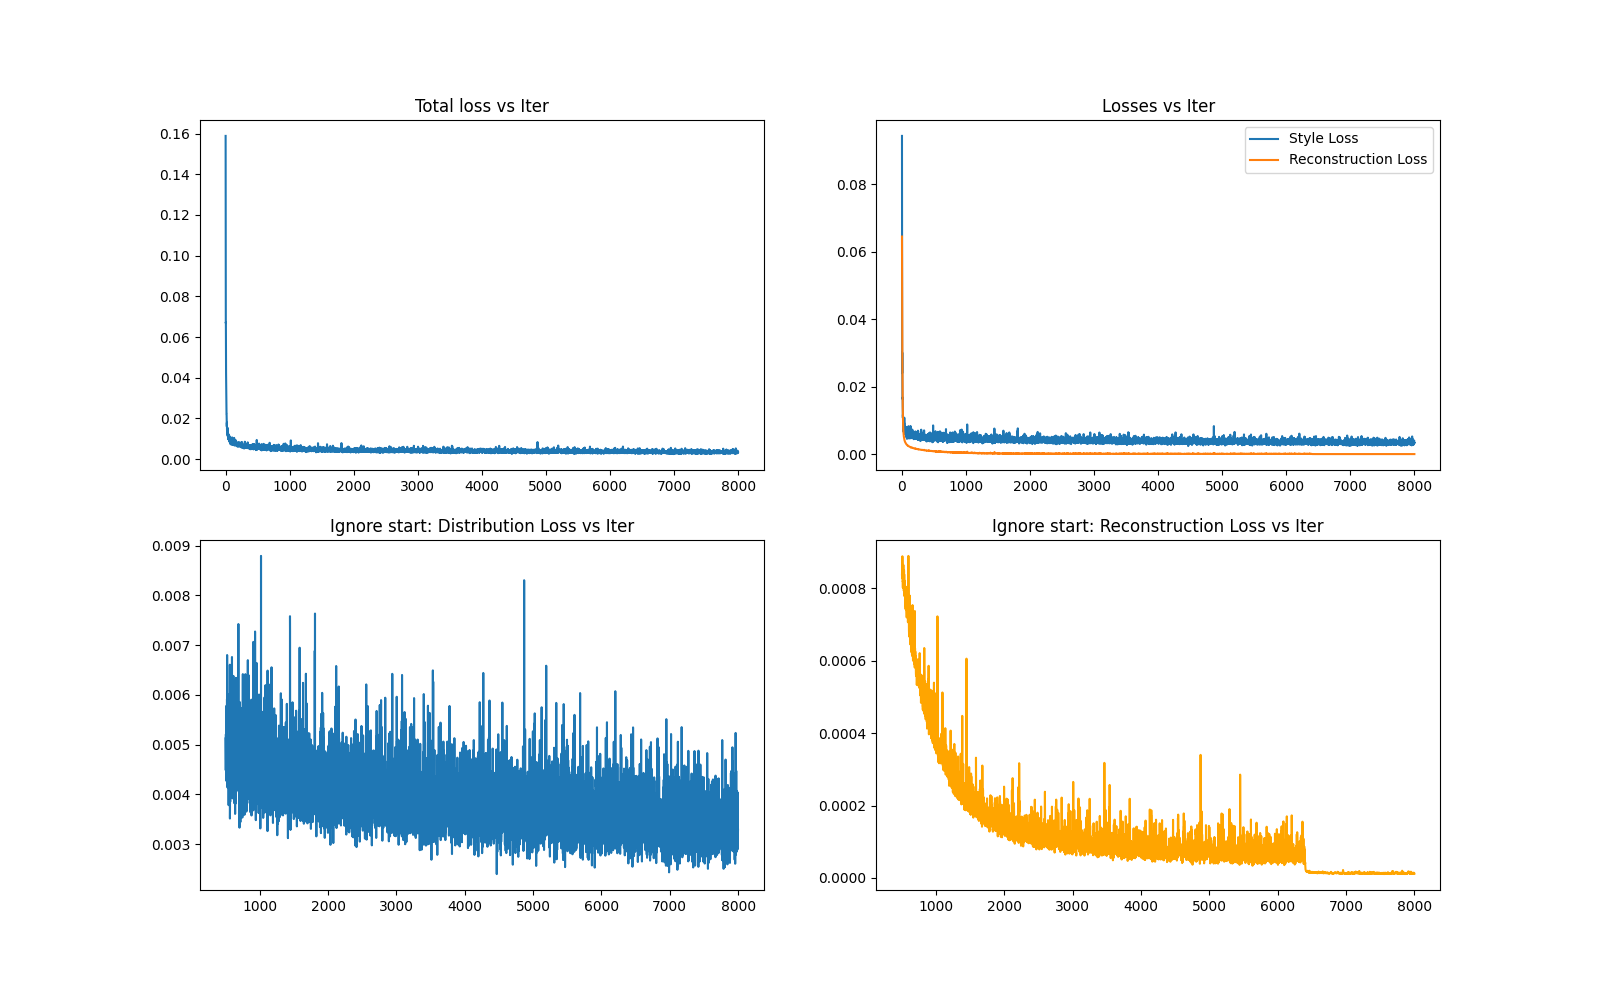 Total loss vs Iter
0.16
0.14
0.12
0.10
0.08
0.06
0.04
0.02
0.00
0 1000 2000 3000 4000 5000 6000 7000 8000
Losses vs Iter
Style Loss
Reconstruction Loss
0.08
0.06
0.04
0.02
0.00
0 1000 2000 3000 4000 5000 6000 7000 8000
Ignore start: Distribution Loss vs Iter
0.009
0.008
0.007
0.006
0.005
0.004
0.003
1000 2000 3000 4000 5000 6000 7000 8000
Ignore start: Reconstruction Loss vs Iter
0.0008
0.0006
0.0004
0.0002
0.0000
1000 2000 3000 4000 5000 6000 7000 8000